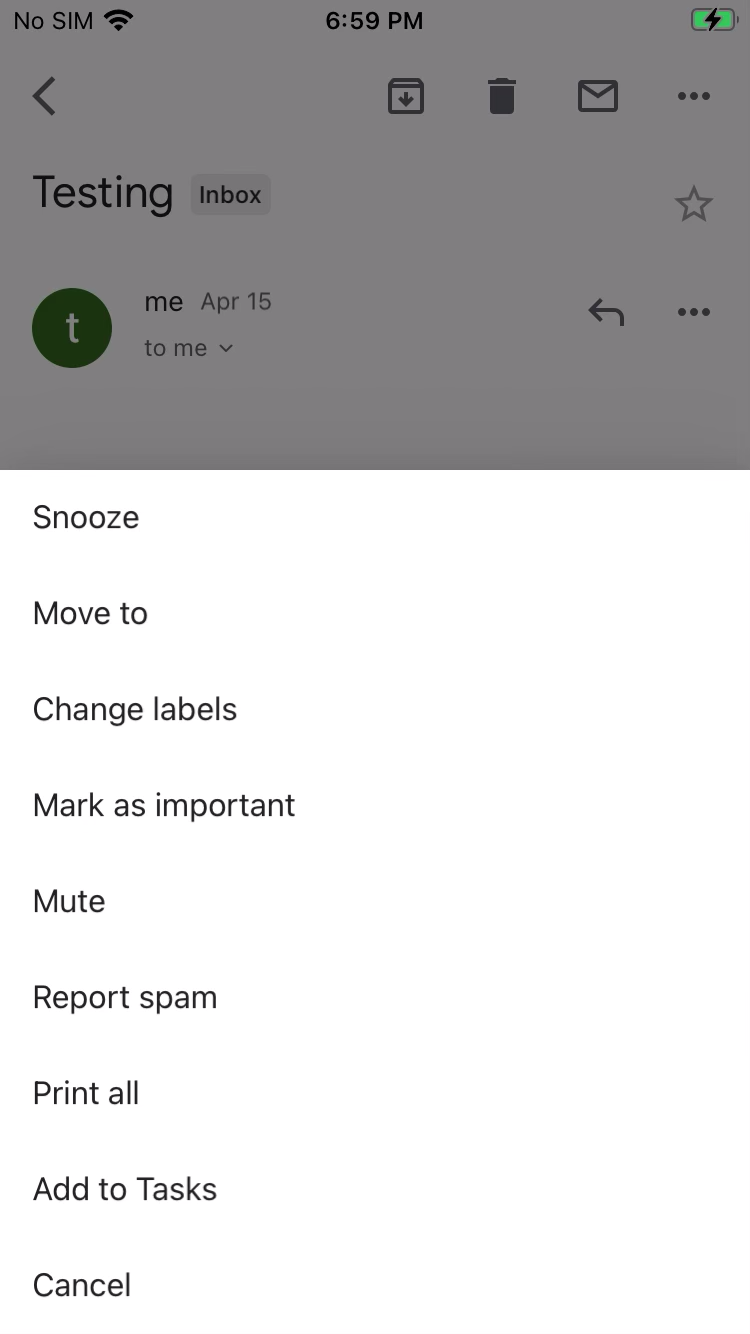 No SIM 6:59 PM
Testing Inbox
t
me Apr 15
to me
Snooze
Move to
Change labels
Mark as important
Mute
Report spam
Print all
Add to Tasks
Cancel